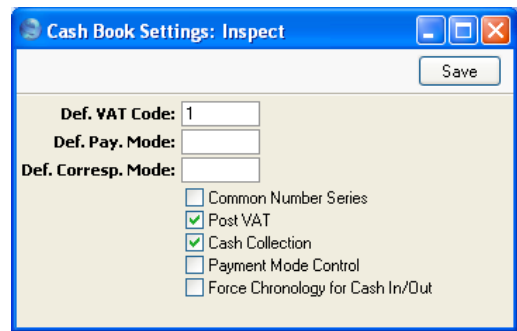 Cash Book Settings: Inspect
Save
Def. VAT Code: 1
Def. Pay. Mode:
Def. Corresp. Mode:
Common Number Series
Post VAT
Cash Collection
Payment Mode Control
Force Chronology for Cash In/Out